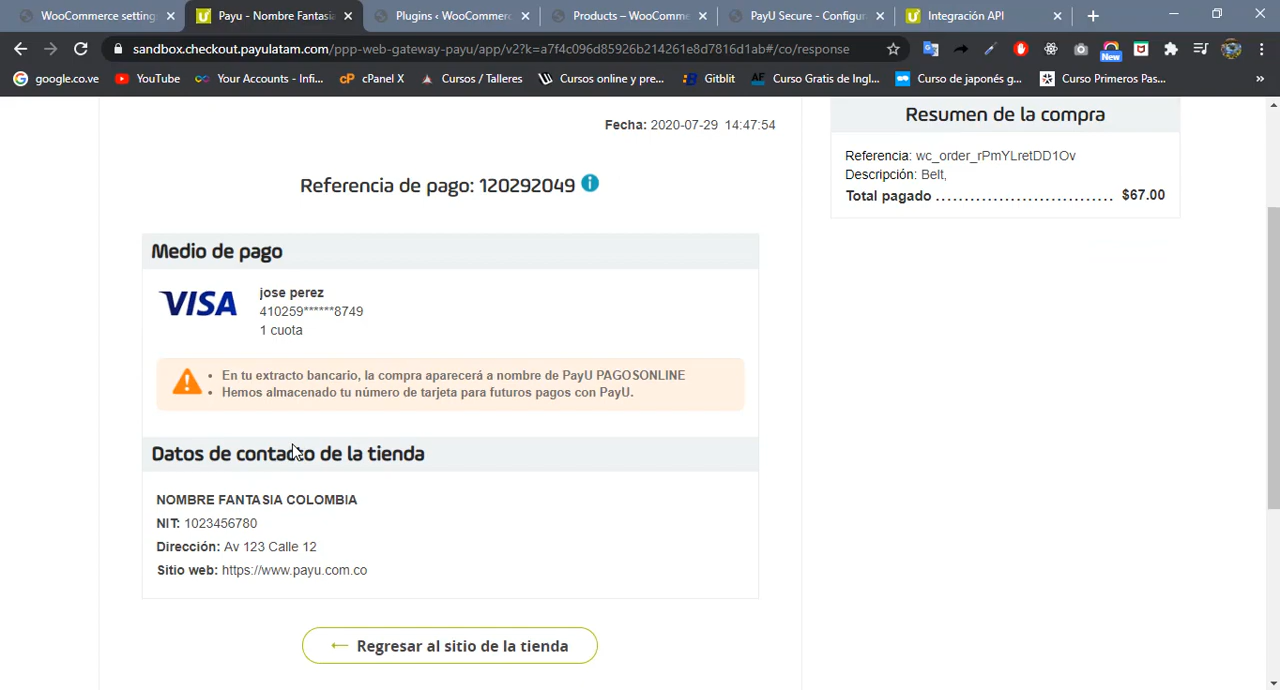 WooCommerce setting
Payu - Nombre Fantasia
Plugins ‹ WooCommerc
Products – WooComme
PayU Secure - Configur
Integración API
sandbox.checkout.payulatam.com/ppp-web-gateway-payu/app/v2?k=a7f4c096d85926b214261e8d7816d1ab#/co/response
New
google.co.ve
YouTube
Your Accounts - Infi...
cPanel X
Cursos / Talleres
Cursos online y pre...
Gitblit
Curso Gratis de Ingl...
Curso de japonés g...
Curso Primeros Pas...
»
Fecha: 2020-07-29 14:47:54
Referencia de pago: 120292049
Medio de pago
VISA
jose perez
410259******8749
1 cuota
• En tu extracto bancario, la compra aparecerá a nombre de PayU PAGOSONLINE
• Hemos almacenado tu número de tarjeta para futuros pagos con PayU.
Datos de contacto de la tienda
NOMBRE FANTASIA COLOMBIA
NIT: 1023456780
Dirección: Av 123 Calle 12
Sitio web: https://www.payu.com.co
← Regresar al sitio de la tienda
Resumen de la compra
Referencia: wc_order_rPmYLretDD1Ov
Descripción: Belt,
Total pagado ............................. $67.00